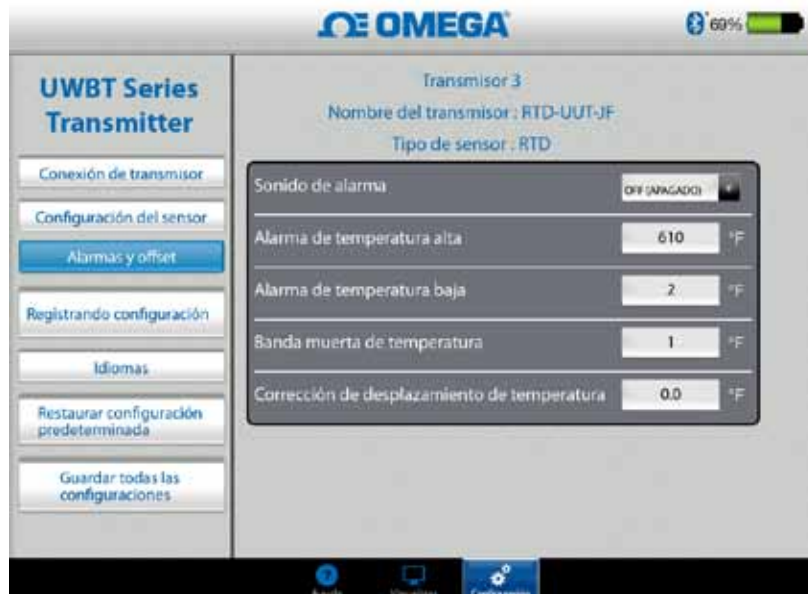 OMEGA
69%
UWBT Series
Transmitter
Conexión de transmisor
Configuración del sensor
Alarmas y offset
Registrando configuración
Idiomas
Restaurar configuración
predeterminada
Guardar todas las
configuraciones
Transmisor 3
Nombre del transmisor : RTD-UUT-JF
Tipo de sensor : RTD
Sonido de alarma OFF (APAGADO)
Alarma de temperatura alta 610 °F
Alarma de temperatura baja 2 °F
Banda muerta de temperatura 1 °F
Corrección de desplazamiento de temperatura 0.0 °F
Configuración